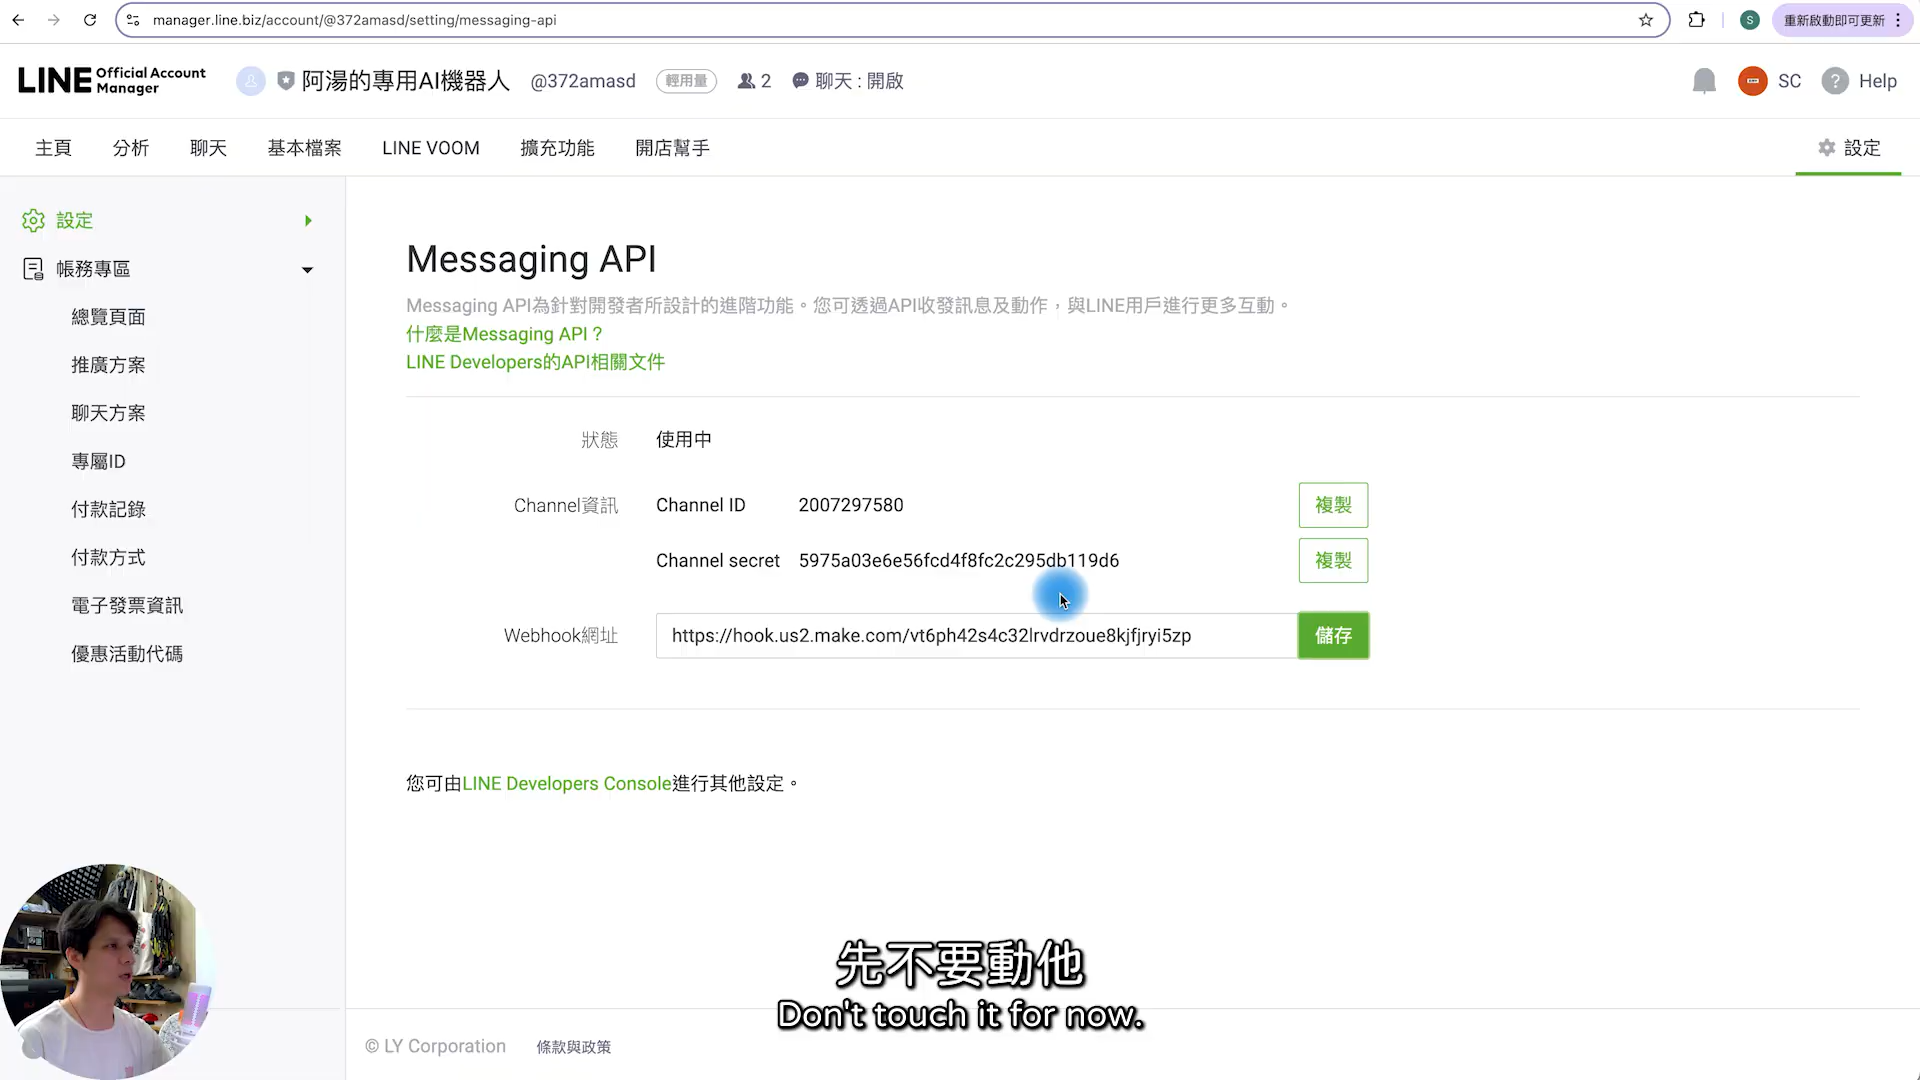 manager.line.biz/account/@372amasd/setting/messaging-api
S
重新啟動即可更新
LINE Official Account Manager
阿湯的專用AI機器人
@372amasd
輕用量
2
聊天 : 開啟
SC
? Help
主頁
分析
聊天
基本檔案
LINE VOOM
擴充功能
開店幫手
設定
設定
帳務專區
總覽頁面
推廣方案
聊天方案
專屬ID
付款記錄
付款方式
電子發票資訊
優惠活動代碼
Messaging API
Messaging API為針對開發者所設計的進階功能。您可透過API收發訊息及動作，與LINE用戶進行更多互動。
什麼是Messaging API？
LINE Developers的API相關文件
狀態 使用中
Channel資訊 Channel ID 2007297580 複製
Channel secret 5975a03e6e56fcd4f8fc2c295db119d6 複製
Webhook網址 https://hook.us2.make.com/vt6ph42s4c32lrvdrzoue8kjfjryi5zp 儲存
您可由LINE Developers Console進行其他設定。
先不要動他
Don't touch it for now.
© LY Corporation 條款與政策